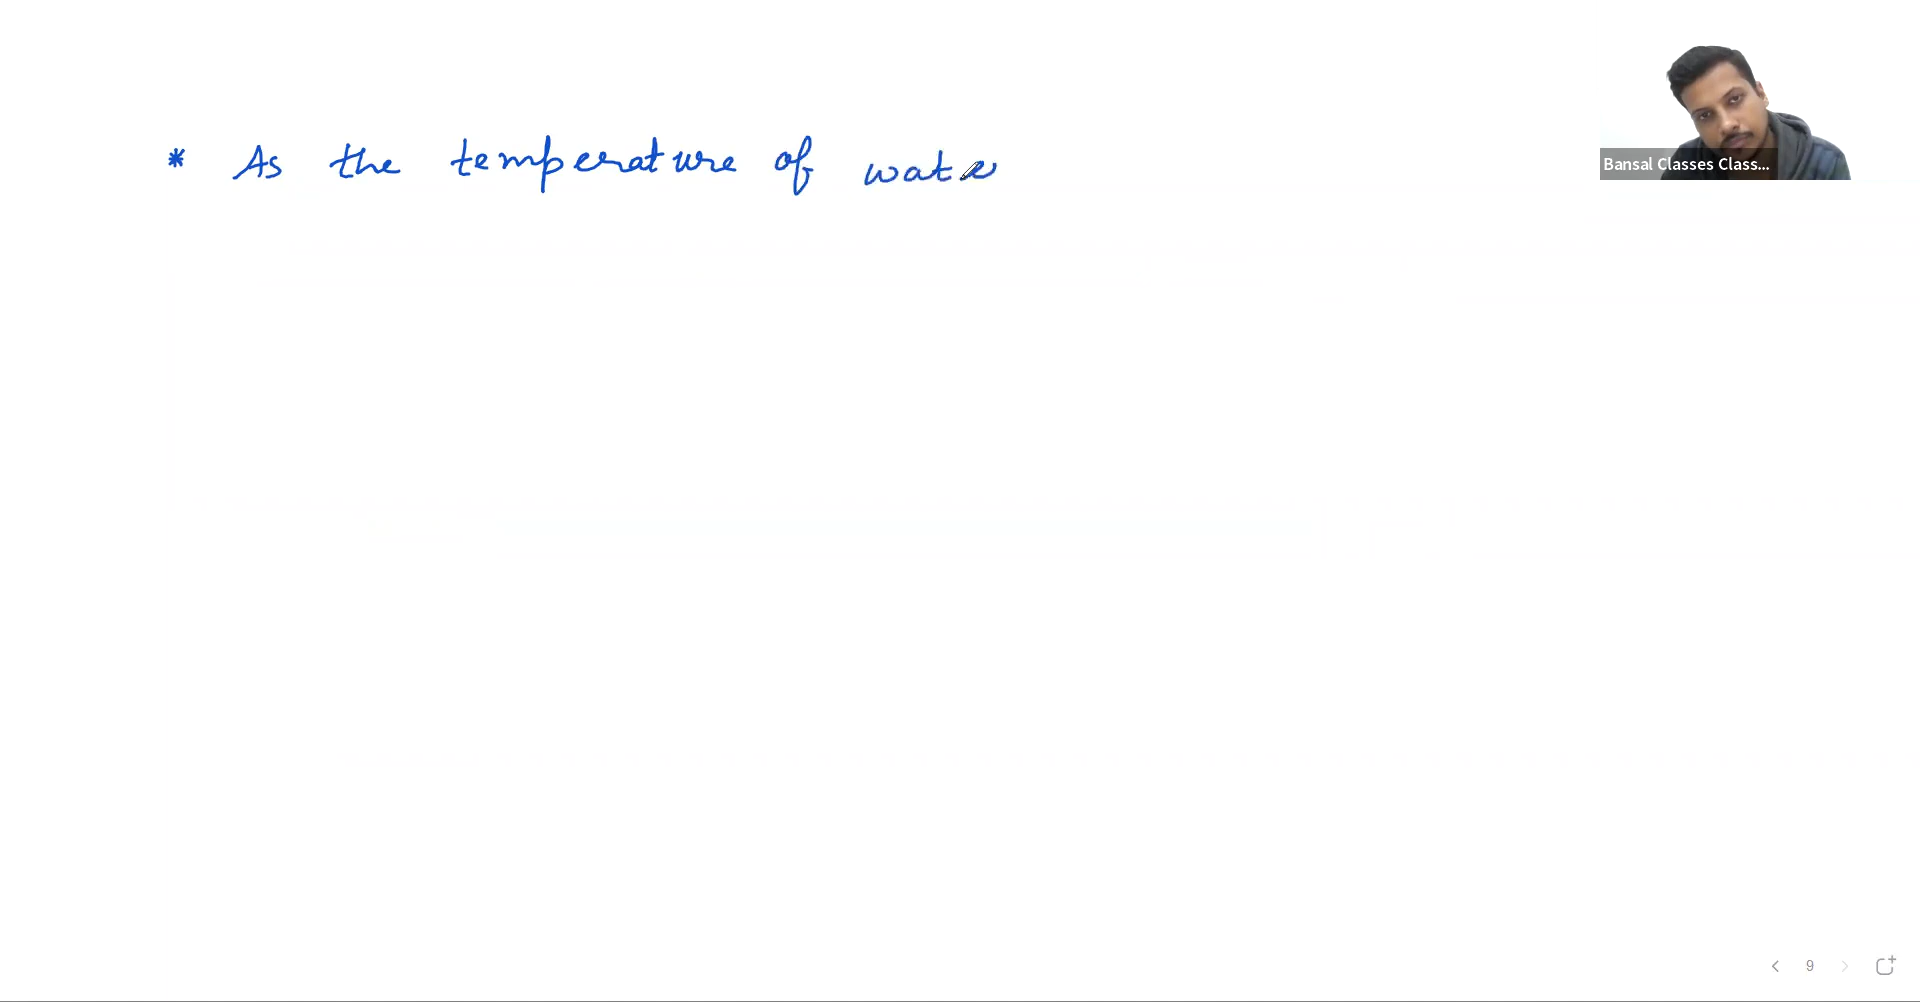 * As the temperature of wate
Bansal Classes Class...
9